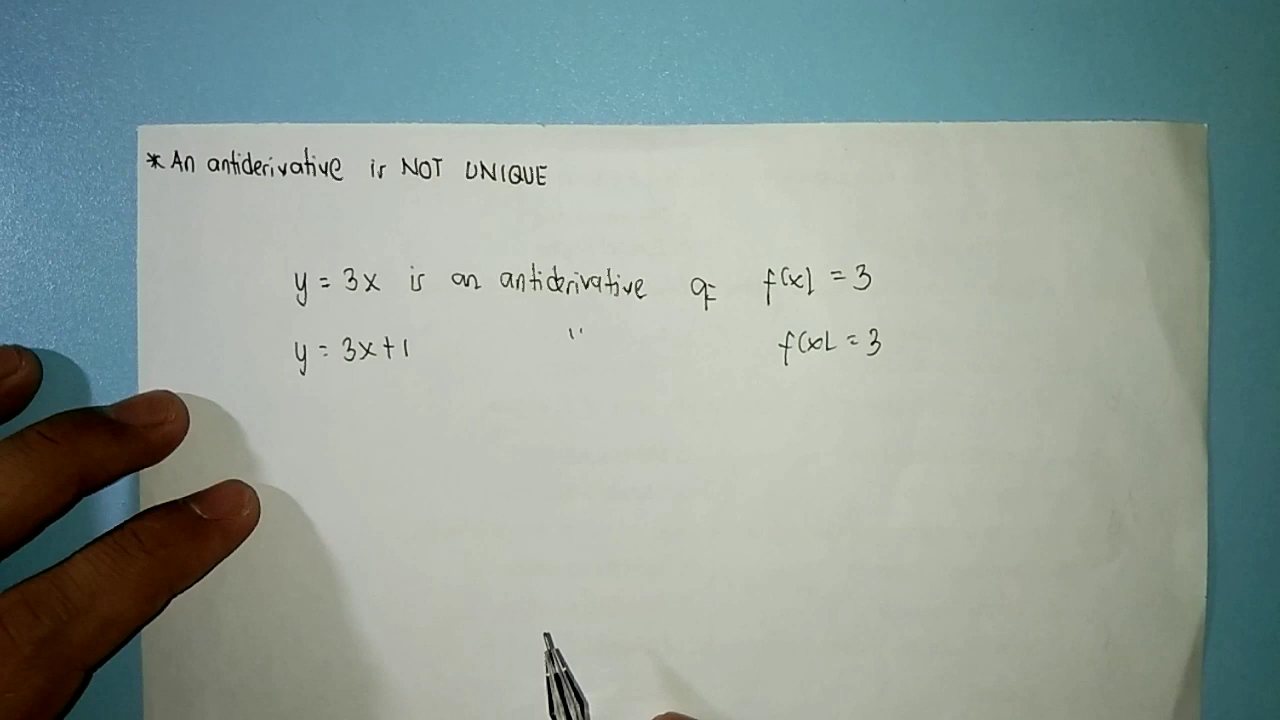 * An antiderivative is NOT UNIQUE
y = 3x is an antiderivative of f(x) = 3
y = 3x+1 " f(x) = 3